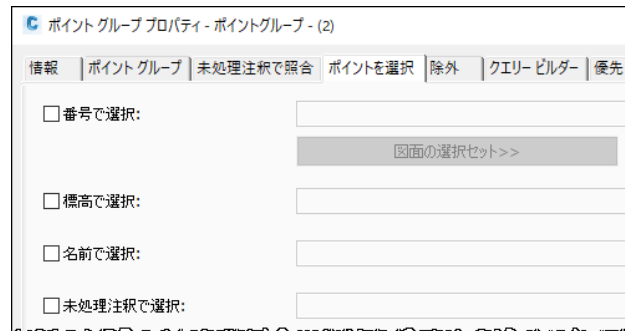 ポイント グループ プロパティ - ポイントグループ - (2)
情報 ポイント グループ 未処理注釈で照合 ポイントを選択 除外 クエリー ビルダー 優先
番号で選択:
図面の選択セット>>
標高で選択:
名前で選択:
未処理注釈で選択: